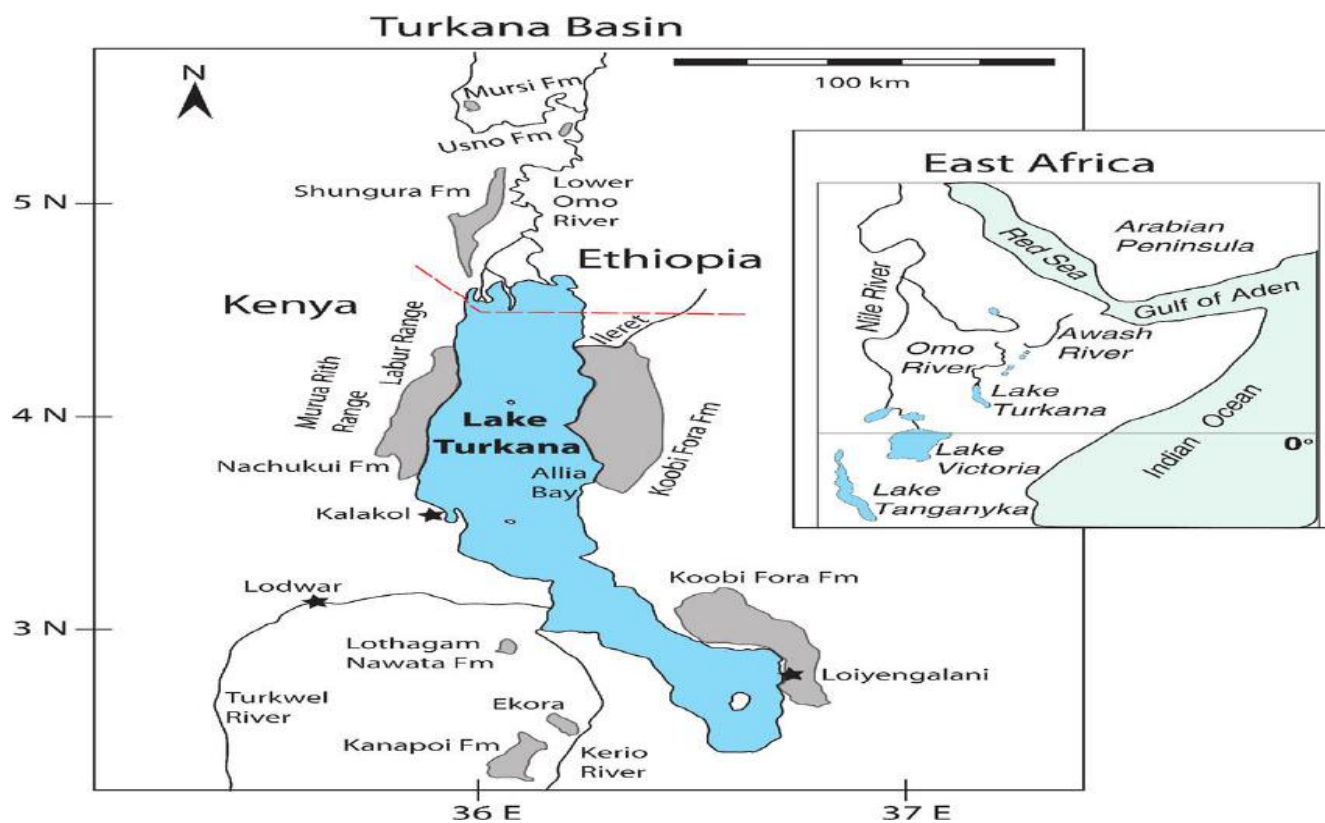 Turkana Basin
N
100 km
Mursi Fm
Usno Fm
Shungura Fm
Lower
Omo
River
5 N
Ethiopia
Kenya
Ileret
Labur Range
Murua Rith
Range
4 N
Lake
Turkana
Allia
Bay
Koobi Fora Fm
Nachukui Fm
Kalakol
Lodwar
Koobi Fora Fm
3 N
Lothagam
Nawata Fm
Loiyengalani
Turkwel
River
Ekora
Kanapoi Fm
Kerio
River
36 E
37 E
East Africa
Arabian
Peninsula
Red Sea
Gulf of Aden
Nile River
Awash
River
Omo
River
Lake
Turkana
Indian Ocean
0°
Lake
Victoria
Lake
Tanganyka